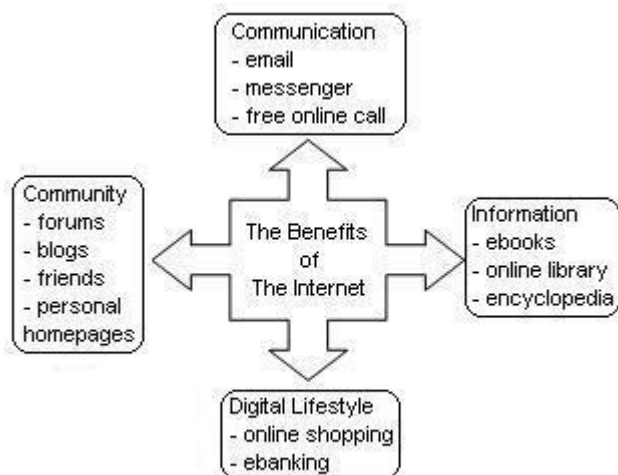 Communication
- email
- messenger
- free online call
Community
- forums
- blogs
- friends
- personal
homepages
The Benefits
of
The Internet
Information
- ebooks
- online library
- encyclopedia
Digital Lifestyle
- online shopping
- ebanking